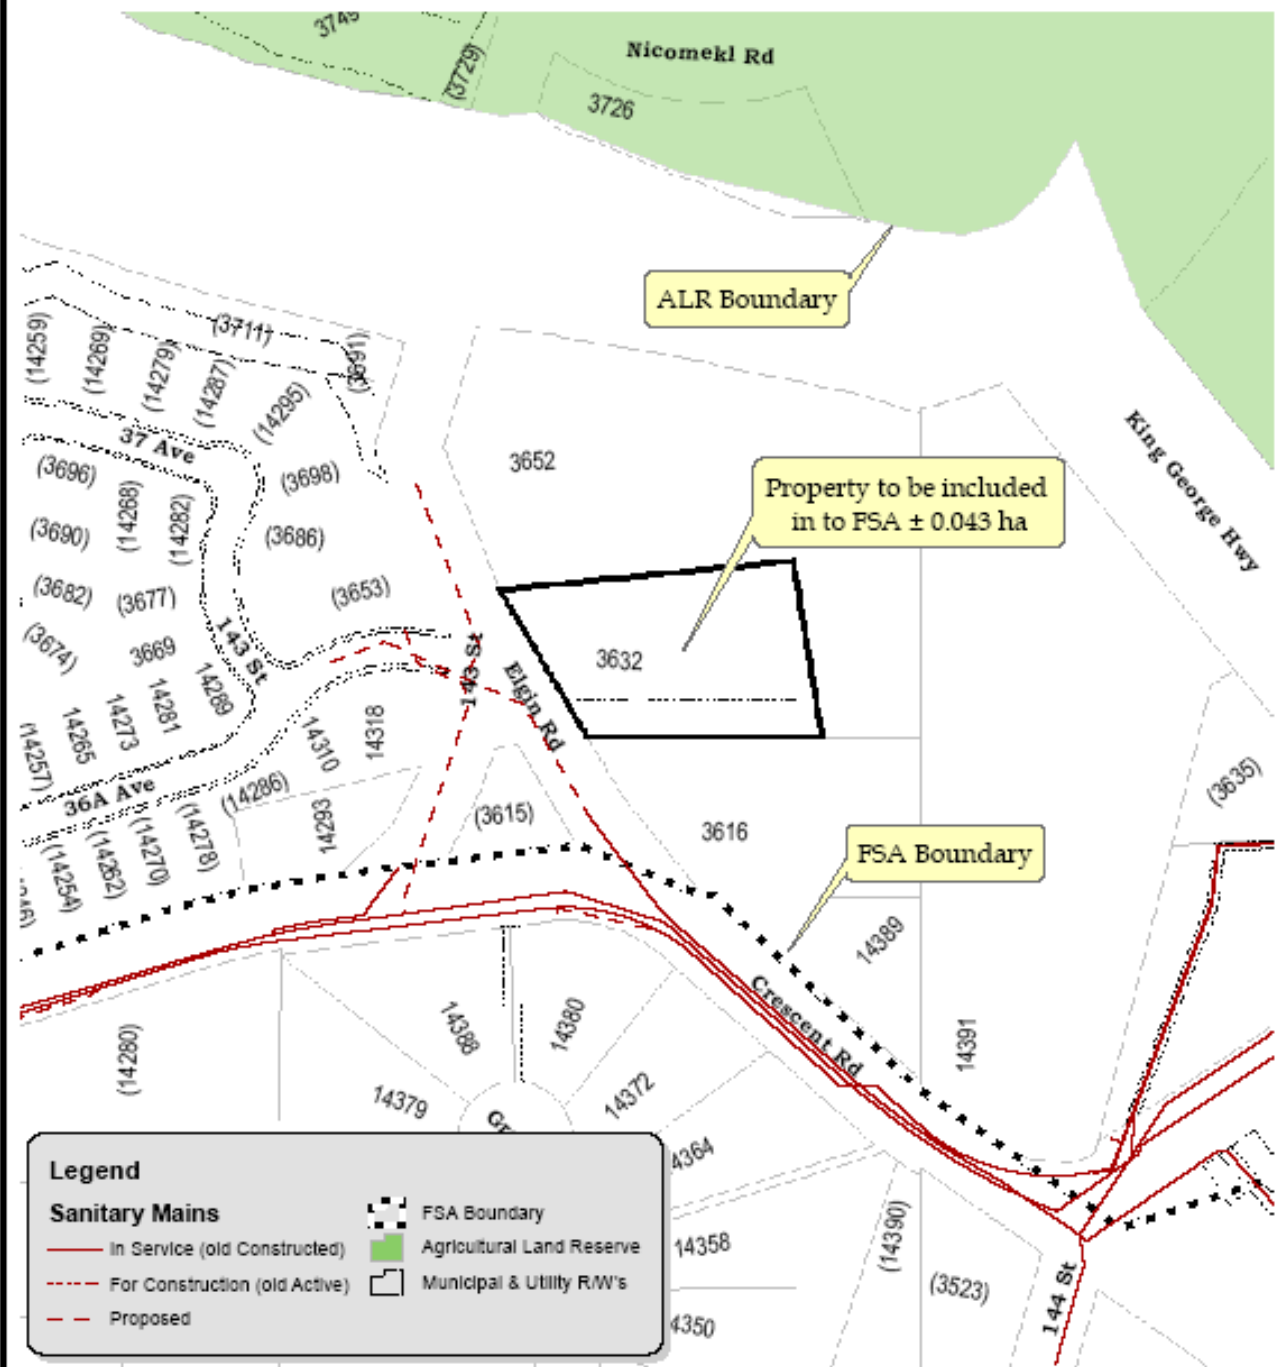 3749
(3729)
Nicomekl Rd
3726
ALR Boundary
(14259)
(14269)
(14279)
(14287)
(3711)
(14295)
(3691)
37 Ave
(3696)
(14268)
(14282)
(3698)
(3690)
(3686)
(3682)
(3677)
(3653)
(3674)
3669
143 St
14289
3652
King George Hwy
Property to be included
in to FSA ± 0.043 ha
3632
143 St
Elgin Rd
(14257)
14265
14273
14281
14310
14318
36A Ave
(14286)
14293
(3615)
3616
(3635)
(14254)
(14262)
(14270)
(14278)
FSA Boundary
14389
14391
Crescent Rd
(14280)
14388
14380
14379
14372
14358
(14390)
(3523)
144 St
Legend
Sanitary Mains
In Service (old Constructed)
For Construction (old Active)
Proposed
FSA Boundary
Agricultural Land Reserve
Municipal & Utility R/W's